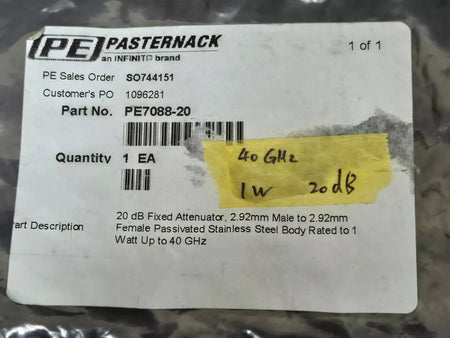 PE PASTERNACK
an INFINIT@ brand
1 of 1
PE Sales Order SO744151
Customer's PO 1096281
Part No. PE7088-20
Quantity 1 EA
40 GHz
1W 20dB
20 dB Fixed Attenuator, 2.92mm Male to 2.92mm
Part Description Female Passivated Stainless Steel Body Rated to 1
Watt Up to 40 GHz